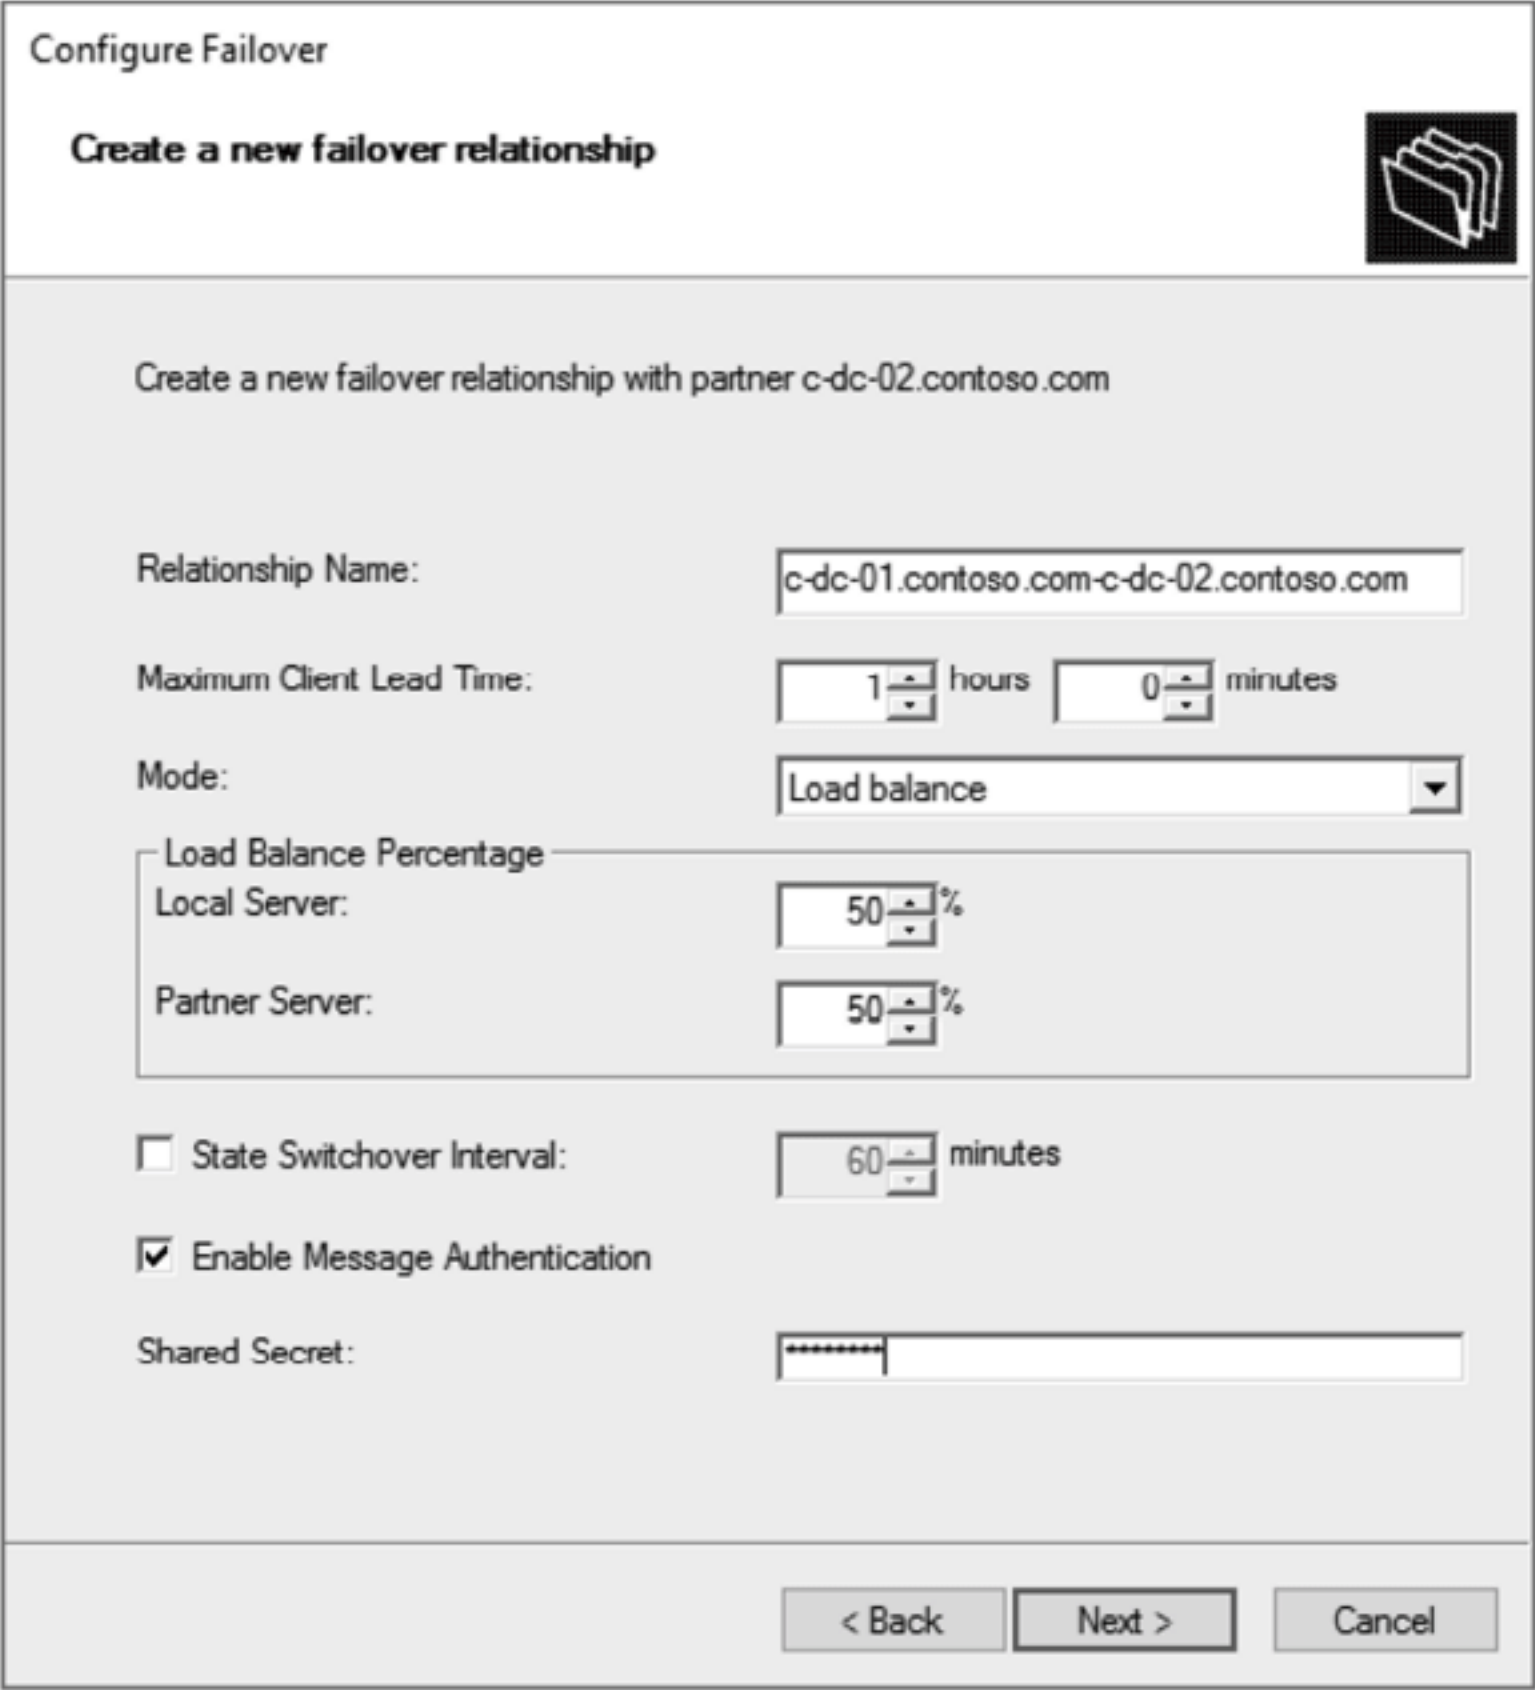 Configure Failover
Create a new failover relationship
Create a new failover relationship with partner c-dc-02.contoso.com
Relationship Name: c-dc-01.contoso.com-c-dc-02.contoso.com
Maximum Client Lead Time: 1 hours 0 minutes
Mode: Load balance
Load Balance Percentage
Local Server: 50 %
Partner Server: 50 %
State Switchover Interval: 60 minutes
Enable Message Authentication
Shared Secret: ********
< Back Next > Cancel